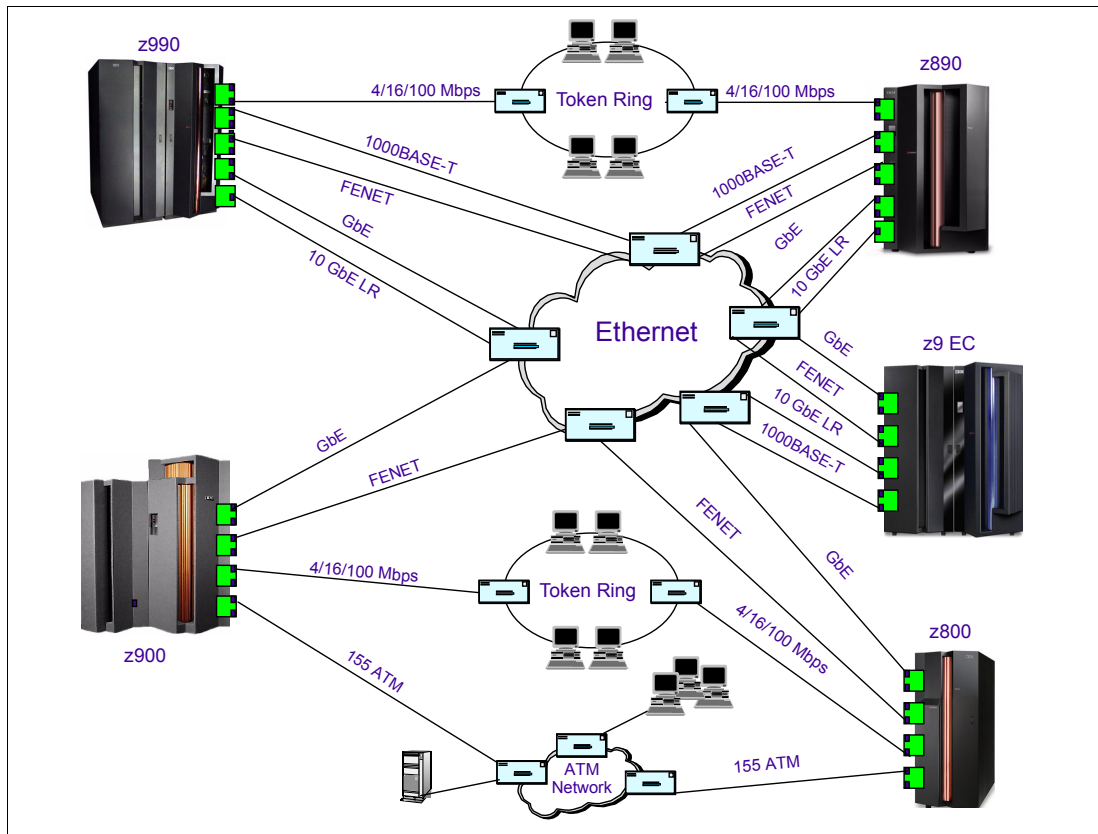 z990
z890
4/16/100 Mbps
Token Ring
4/16/100 Mbps
1000BASE-T
FENET
GbE
10 GbE LR
1000BASE-T
FENET
GbE
10 GbE LR
Ethernet
z9 EC
GbE
FENET
10 GbE LR
1000BASE-T
GbE
FENET
FENET
GbE
4/16/100 Mbps
Token Ring
4/16/100 Mbps
z900
z800
155 ATM
ATM
Network
155 ATM